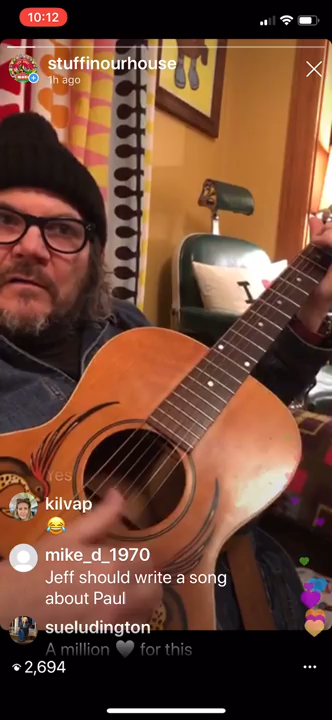 10:12
stuffinourhouse
1h ago
I
res
kilvap
😂
mike_d_1970
Jeff should write a song
about Paul
sueludington
A million 🤍 for this
2,694